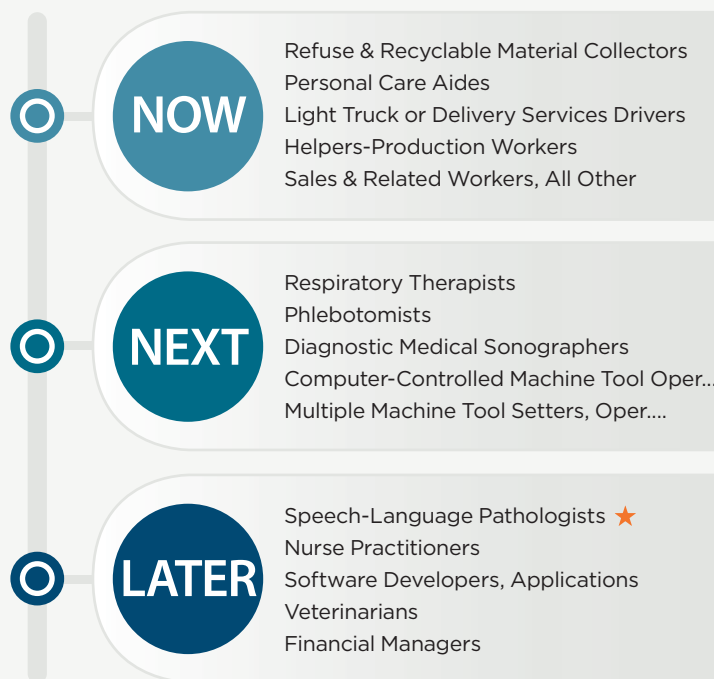 NOW
Refuse & Recyclable Material Collectors
Personal Care Aides
Light Truck or Delivery Services Drivers
Helpers-Production Workers
Sales & Related Workers, All Other
NEXT
Respiratory Therapists
Phlebotomists
Diagnostic Medical Sonographers
Computer-Controlled Machine Tool Oper...
Multiple Machine Tool Setters, Oper....
LATER
Speech-Language Pathologists ★
Nurse Practitioners
Software Developers, Applications
Veterinarians
Financial Managers